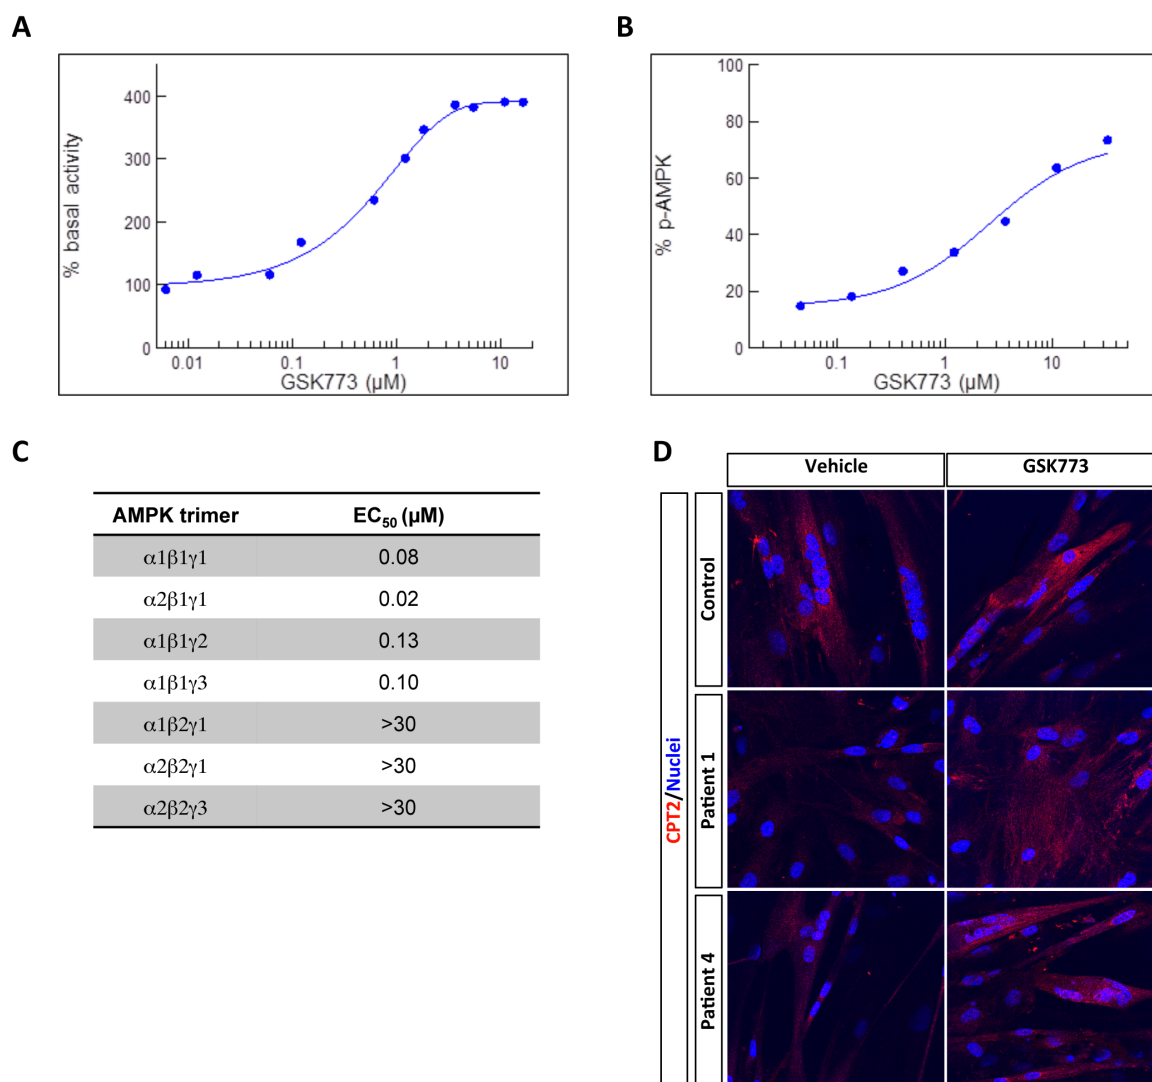 A
% basal activity
400
300
200
100
0
0.01 0.1 1 10
GSK773 (µM)
B
% p-AMPK
100
80
60
40
20
0
0.1 1 10
GSK773 (µM)
C
AMPK trimer EC50 (µM)
α1β1γ1 0.08
α2β1γ1 0.02
α1β1γ2 0.13
α1β1γ3 0.10
α1β2γ1 >30
α2β2γ1 >30
α2β2γ3 >30
D
Vehicle GSK773
CPT2/Nuclei
Control
Patient 1
Patient 4